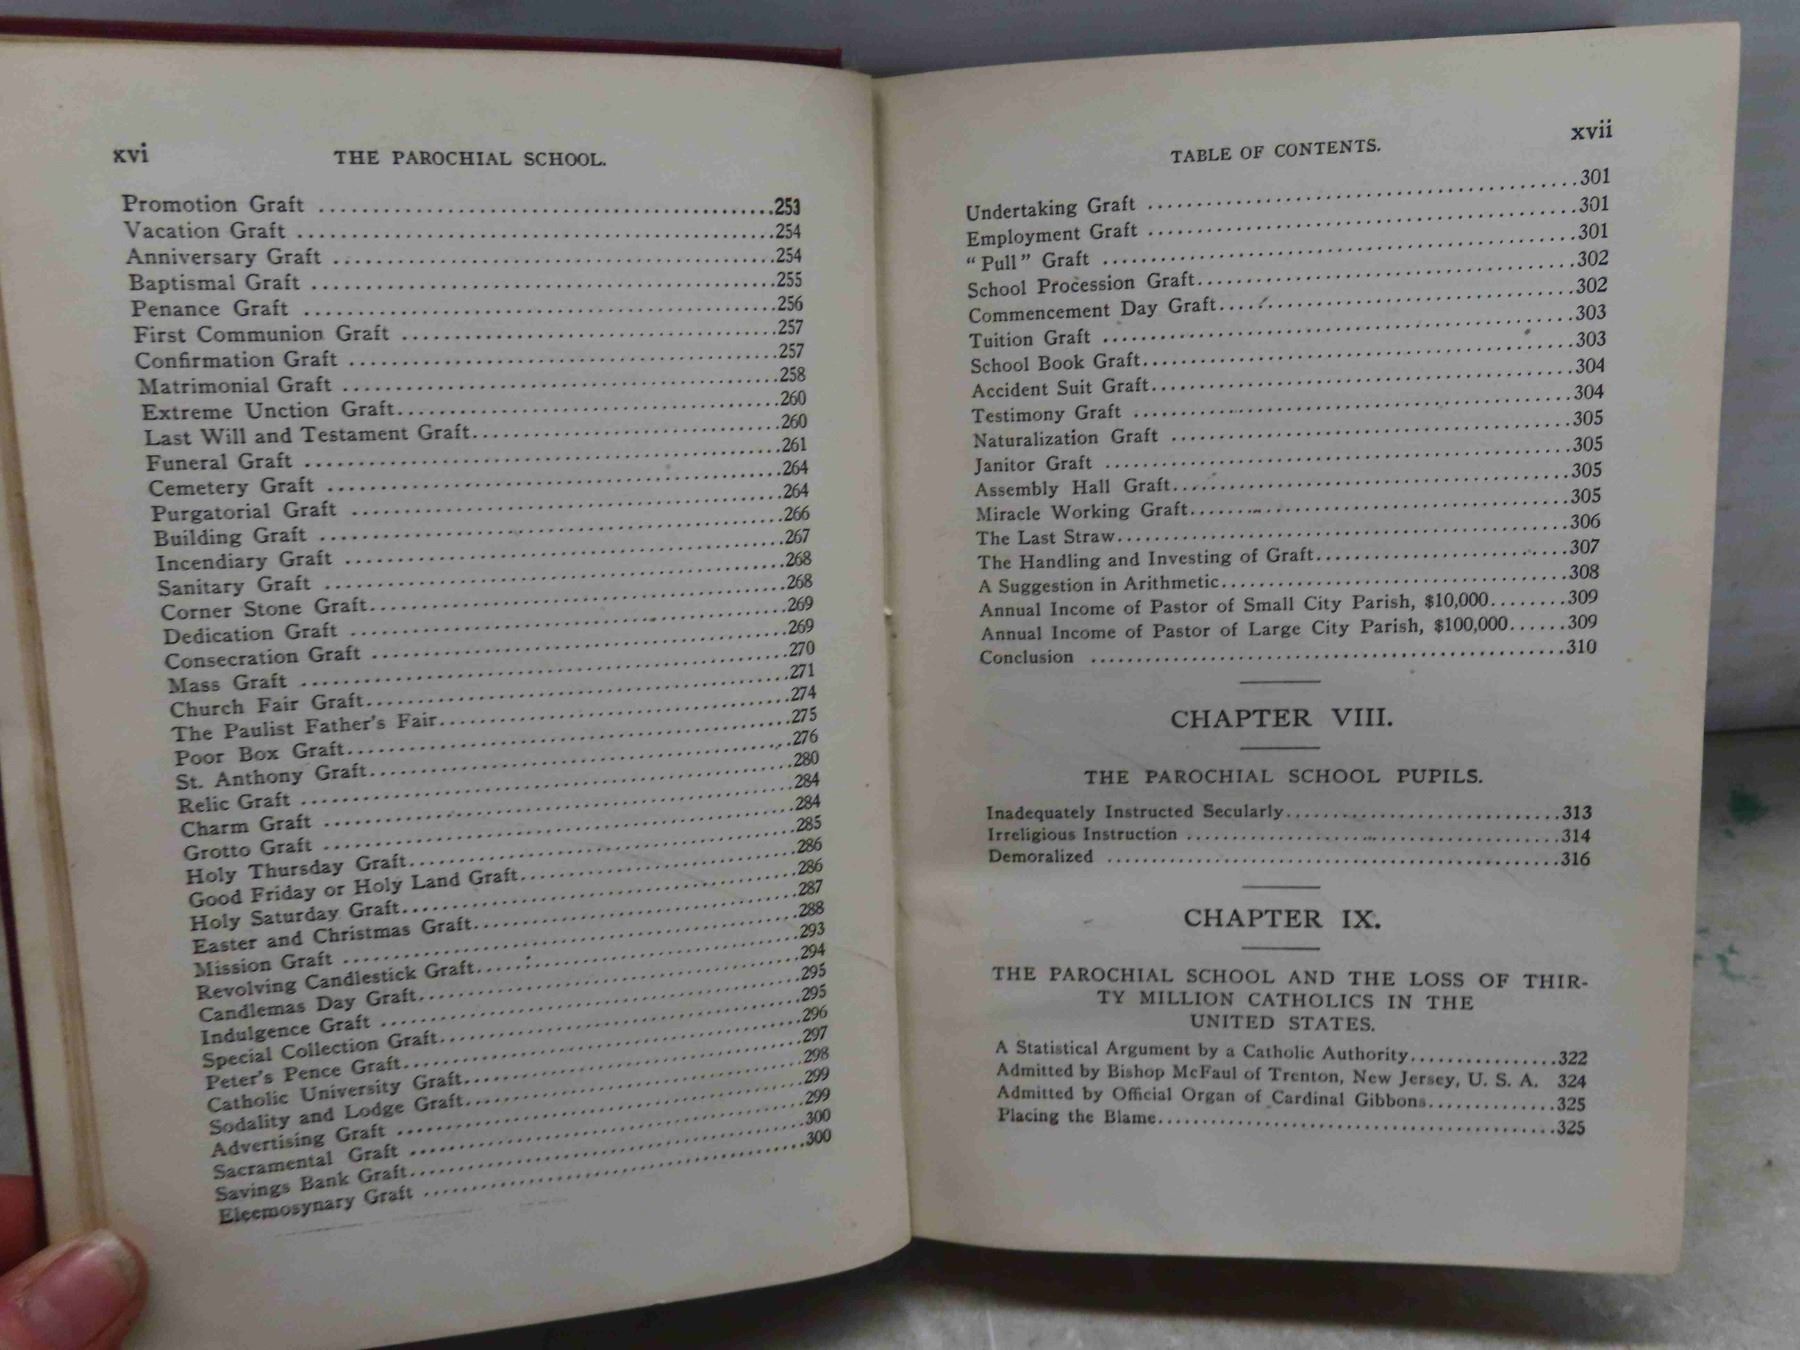 xvi
THE PAROCHIAL SCHOOL.
Promotion Graft ........253
Vacation Graft ........254
Anniversary Graft ........254
Baptismal Graft ........255
Penance Graft ........256
First Communion Graft ........257
Confirmation Graft ........257
Matrimonial Graft ........258
Extreme Unction Graft........260
Last Will and Testament Graft........260
Funeral Graft ........261
Cemetery Graft ........264
Purgatorial Graft ........264
Building Graft ........266
Incendiary Graft ........267
Sanitary Graft ........268
Corner Stone Graft........268
Dedication Graft ........269
Consecration Graft ........269
Mass Graft ........270
Church Fair Graft........271
The Paulist Father's Fair........274
Poor Box Graft........275
St. Anthony Graft........276
Relic Graft ........280
Charm Graft ........284
Grotto Graft ........284
Holy Thursday Graft........285
Good Friday or Holy Land Graft........286
Holy Saturday Graft........286
Easter and Christmas Graft........287
Mission Graft ........288
Revolving Candlestick Graft........293
Candlemas Day Graft........294
Indulgence Graft ........295
Special Collection Graft........295
Peter's Pence Graft........296
Catholic University Graft........297
Sodality and Lodge Graft........298
Advertising Graft ........299
Sacramental Graft ........299
Savings Bank Graft........300
Eleemosynary Graft ........300
xvii
TABLE OF CONTENTS.
Undertaking Graft ........301
Employment Graft ........301
"Pull" Graft ........301
School Procession Graft........302
Commencement Day Graft........302
Tuition Graft ........303
School Book Graft........303
Accident Suit Graft........304
Testimony Graft ........304
Naturalization Graft ........305
Janitor Graft ........305
Assembly Hall Graft........305
Miracle Working Graft........305
The Last Straw........306
The Handling and Investing of Graft........307
A Suggestion in Arithmetic........308
Annual Income of Pastor of Small City Parish, $10,000........309
Annual Income of Pastor of Large City Parish, $100,000......309
Conclusion ........310
CHAPTER VIII.
THE PAROCHIAL SCHOOL PUPILS.
Inadequately Instructed Secularly........313
Irreligious Instruction ........314
Demoralized ........316
CHAPTER IX.
THE PAROCHIAL SCHOOL AND THE LOSS OF THIR-
TY MILLION CATHOLICS IN THE
UNITED STATES.
A Statistical Argument by a Catholic Authority........322
Admitted by Bishop McFaul of Trenton, New Jersey, U. S. A. 324
Admitted by Official Organ of Cardinal Gibbons........325
Placing the Blame........325